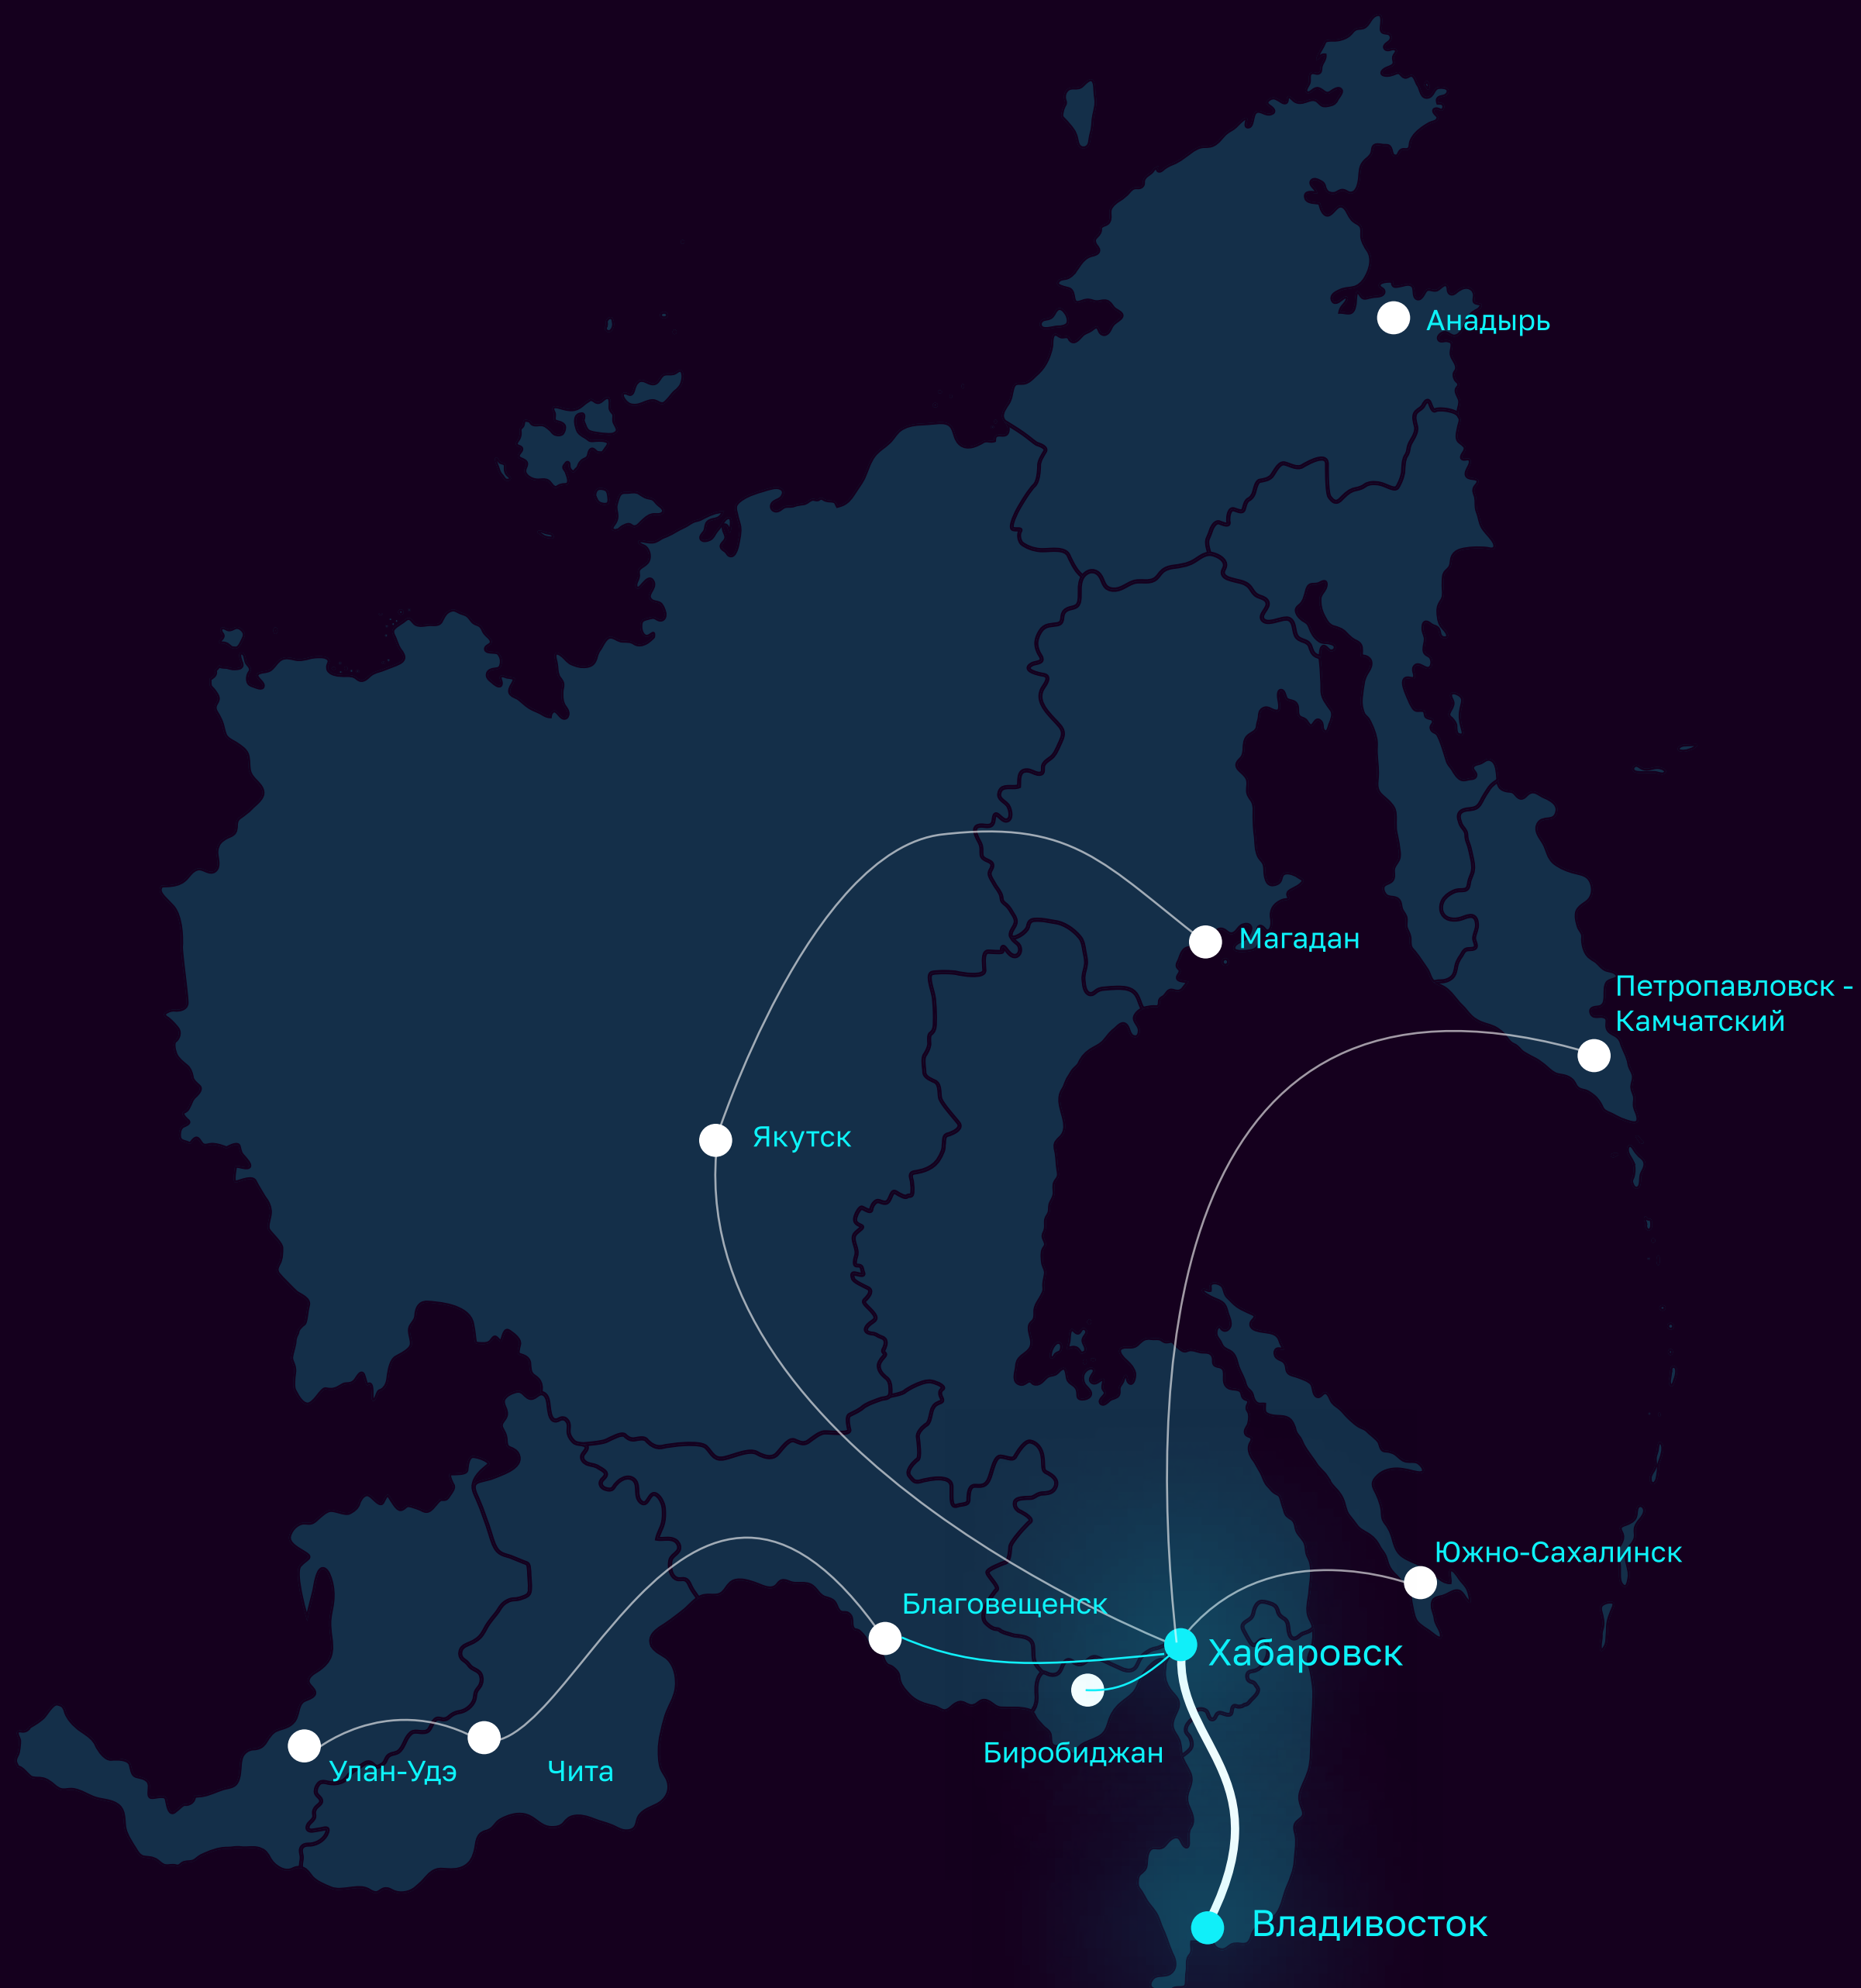 Анадырь
Магадан
Петропавловск -
Камчатский
Якутск
Южно-Сахалинск
Благовещенск
Хабаровск
Биробиджан
Улан-Удэ
Чита
Владивосток